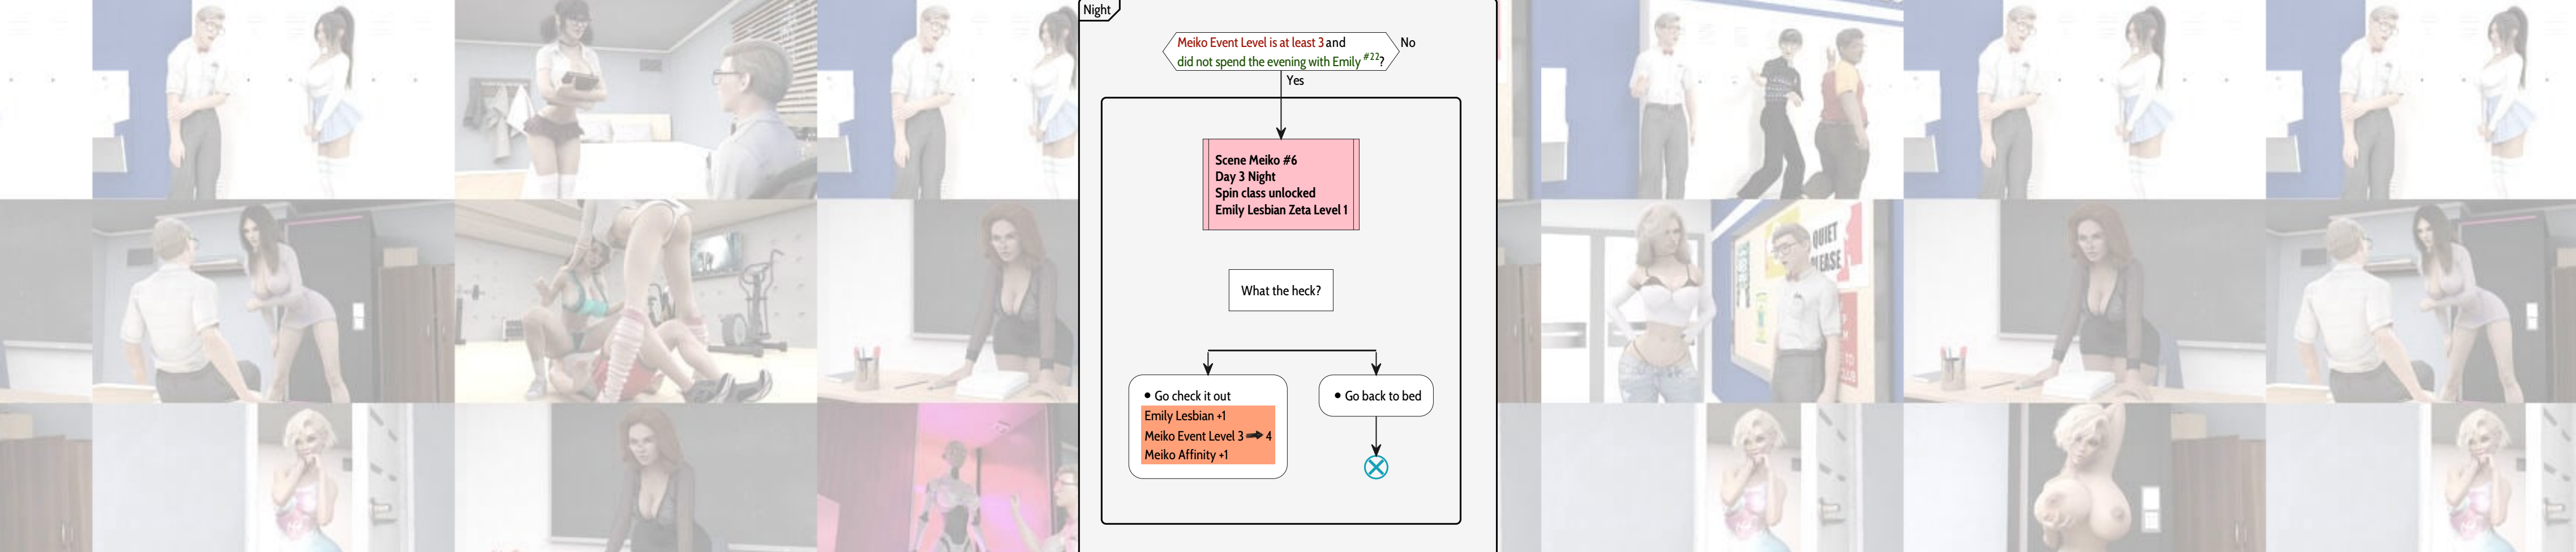 Night
Meiko Event Level is at least 3 and
did not spend the evening with Emily #22?
No
Yes
Scene Meiko #6
Day 3 Night
Spin class unlocked
Emily Lesbian Zeta Level 1
What the heck?
• Go check it out
Emily Lesbian +1
Meiko Event Level 3 ➡ 4
Meiko Affinity +1
• Go back to bed
QUIET
PLEASE